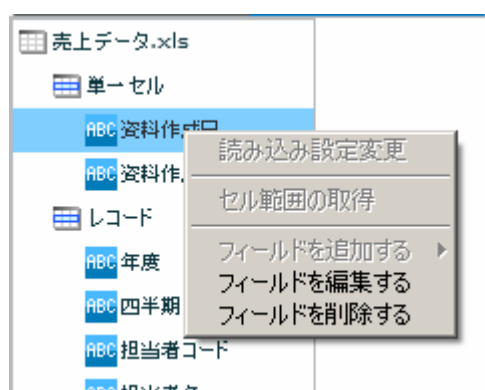 売上データ.xls
単一セル
ABC 資料作成日
ABC 資料作
レコード
ABC 年度
ABC 四半期
ABC 担当者コード
ABC
読み込み設定変更
セル範囲の取得
フィールドを追加する
フィールドを編集する
フィールドを削除する